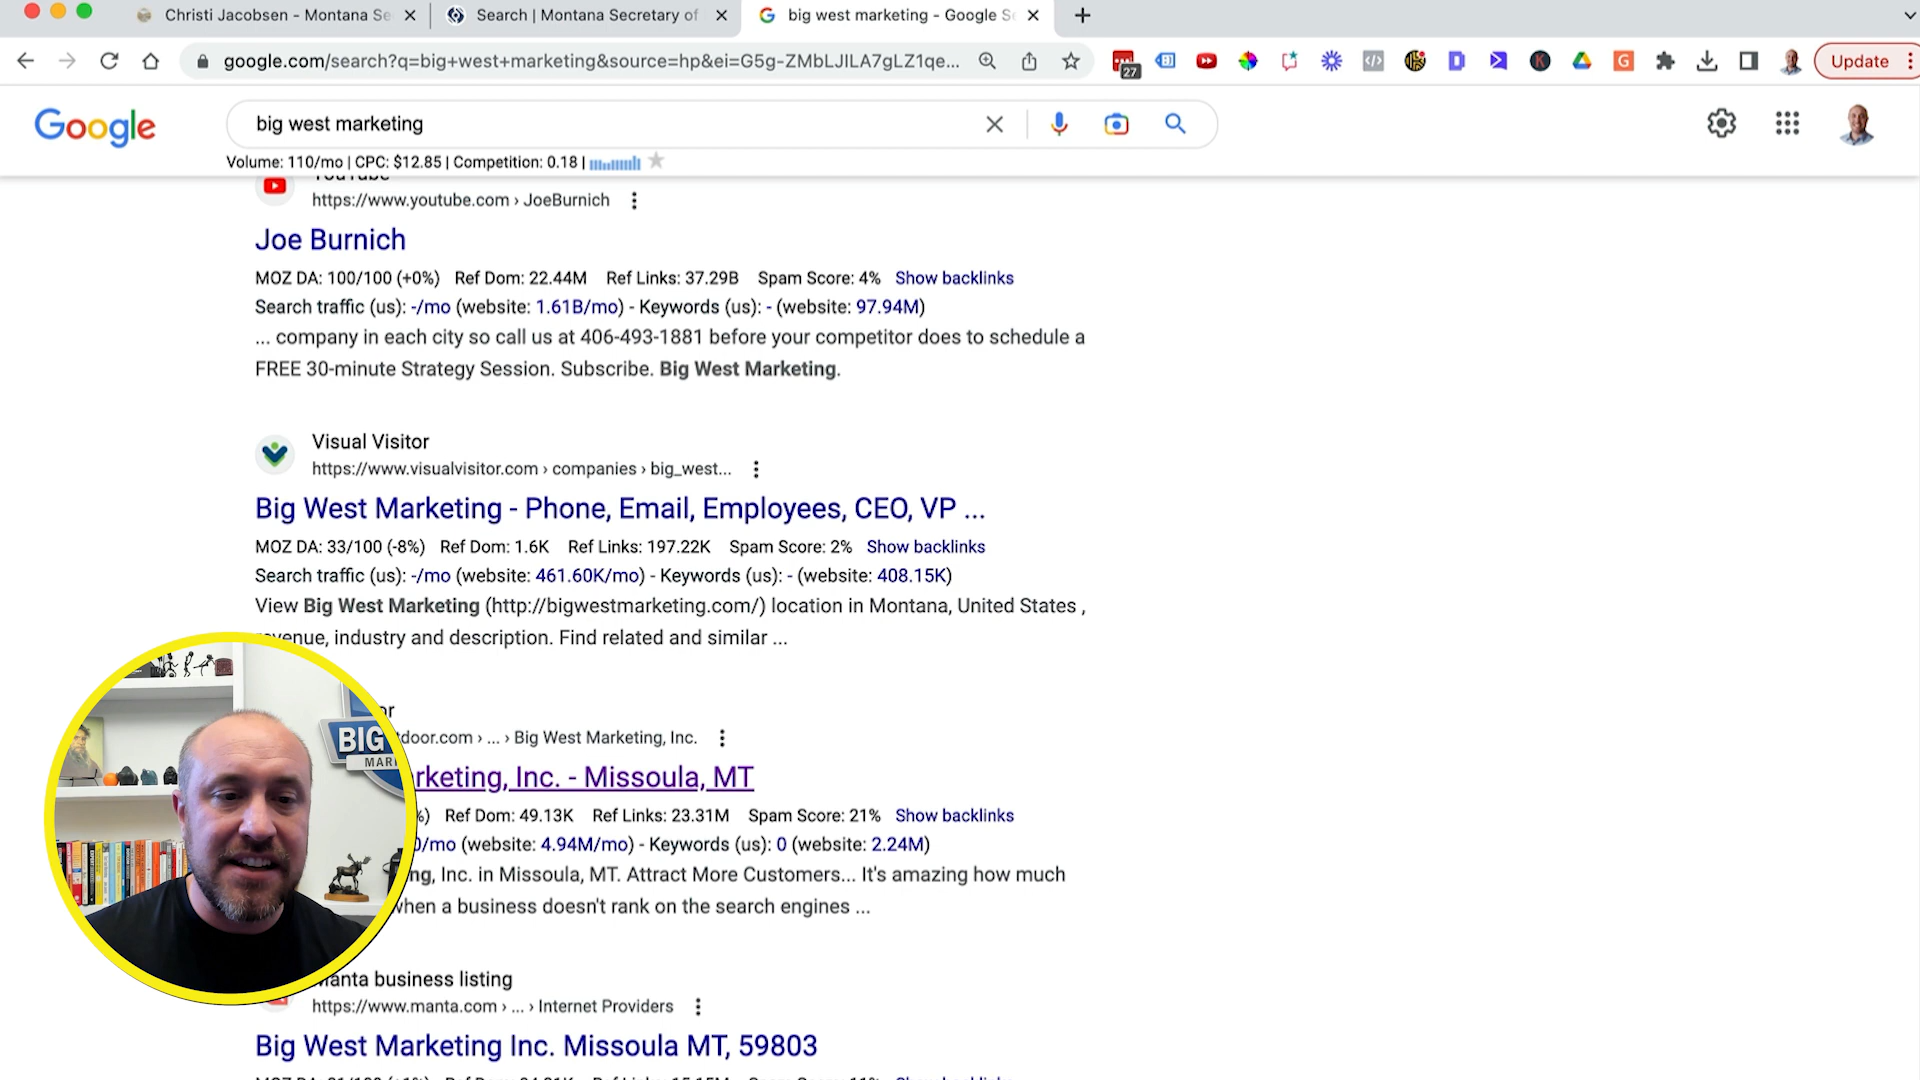 Christi Jacobsen - Montana Se
Search | Montana Secretary of
big west marketing - Google Se
google.com/search?q=big+west+marketing&source=hp&ei=G5g-ZMbLJILA7gLZ1qe...
27
Update
Google
big west marketing
Volume: 110/mo | CPC: $12.85 | Competition: 0.18 |
YouTube
https://www.youtube.com › JoeBurnich
Joe Burnich
MOZ DA: 100/100 (+0%) Ref Dom: 22.44M Ref Links: 37.29B Spam Score: 4% Show backlinks
Search traffic (us): -/mo (website: 1.61B/mo) - Keywords (us): - (website: 97.94M)
... company in each city so call us at 406-493-1881 before your competitor does to schedule a
FREE 30-minute Strategy Session. Subscribe. Big West Marketing.
Visual Visitor
https://www.visualvisitor.com › companies › big_west...
Big West Marketing - Phone, Email, Employees, CEO, VP ...
MOZ DA: 33/100 (-8%) Ref Dom: 1.6K Ref Links: 197.22K Spam Score: 2% Show backlinks
Search traffic (us): -/mo (website: 461.60K/mo) - Keywords (us): - (website: 408.15K)
View Big West Marketing (http://bigwestmarketing.com/) location in Montana, United States ,
revenue, industry and description. Find related and similar ...
or
tdoor.com › ... › Big West Marketing, Inc.
rketing, Inc. - Missoula, MT
%) Ref Dom: 49.13K Ref Links: 23.31M Spam Score: 21% Show backlinks
0/mo (website: 4.94M/mo) - Keywords (us): 0 (website: 2.24M)
ng, Inc. in Missoula, MT. Attract More Customers... It's amazing how much
when a business doesn't rank on the search engines ...
BIG
MAR
Manta business listing
https://www.manta.com › ... › Internet Providers
Big West Marketing Inc. Missoula MT, 59803